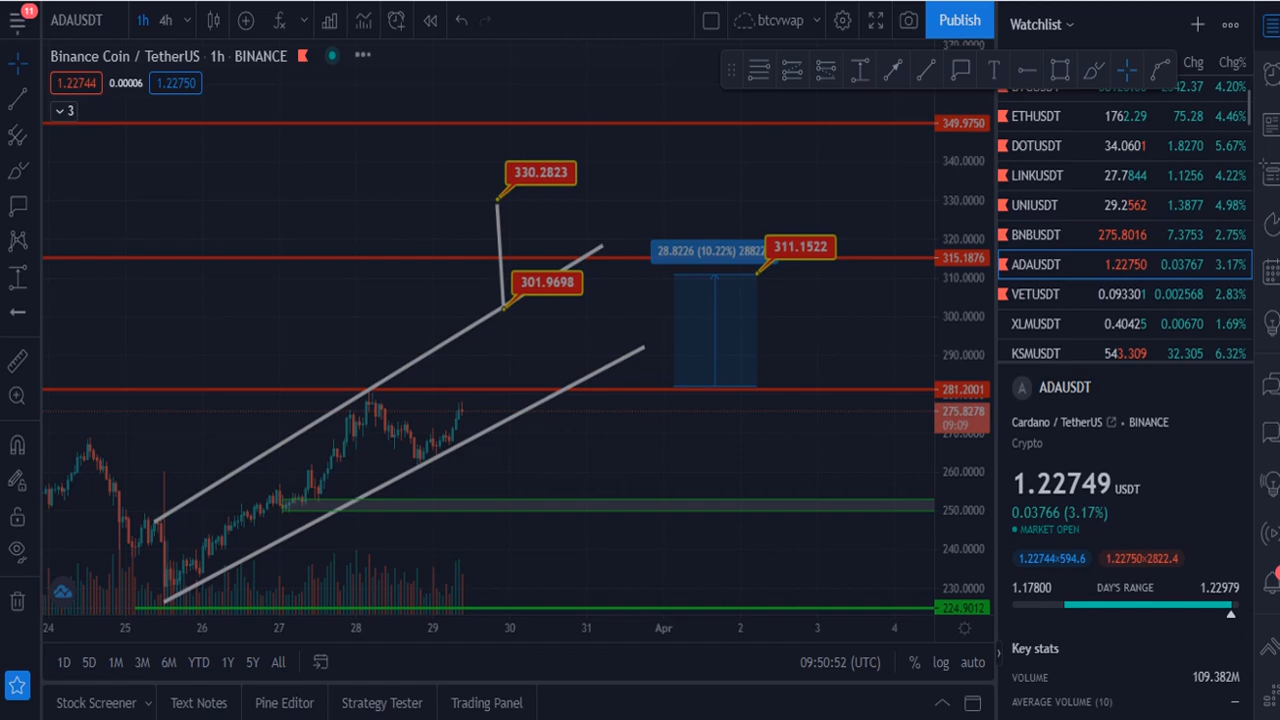 11
ADAUSDT 1h 4h btcvwap Publish Watchlist
Binance Coin / TetherUS · 1h · BINANCE
1.22744 0.00006 1.22750
3
Chg Chg%
4.20%
ETHUSDT 1762.29 75.28 4.46%
DOTUSDT 34.0601 1.8270 5.67%
LINKUSDT 27.7844 1.1256 4.22%
UNIUSDT 29.2562 1.3877 4.98%
BNBUSDT 275.8016 7.3753 2.75%
ADAUSDT 1.22750 0.03767 3.17%
VETUSDT 0.093301 0.002568 2.83%
XLMUSDT 0.40425 0.00670 1.69%
KSMUSDT 543.309 32.305 6.32%
349.9750
340.0000
330.0000
320.0000
315.1876
310.0000
300.0000
290.0000
281.2001
275.8278
09:09
260.0000
250.0000
240.0000
230.0000
224.9012
330.2823
301.9698
28.8226 (10.22%) 28822
311.1522
24 25 26 27 28 29 30 31 Apr 2 3 4
1D 5D 1M 3M 6M YTD 1Y 5Y All 09:50:52 (UTC) % log auto
Stock Screener Text Notes Pine Editor Strategy Tester Trading Panel
A ADAUSDT
Cardano / TetherUS · BINANCE
Crypto
1.22749 USDT
0.03766 (3.17%)
MARKET OPEN
1.22744×594.6 1.22750×2822.4
1.17800 DAY'S RANGE 1.22979
Key stats
VOLUME 109.382M
AVERAGE VOLUME (10) —